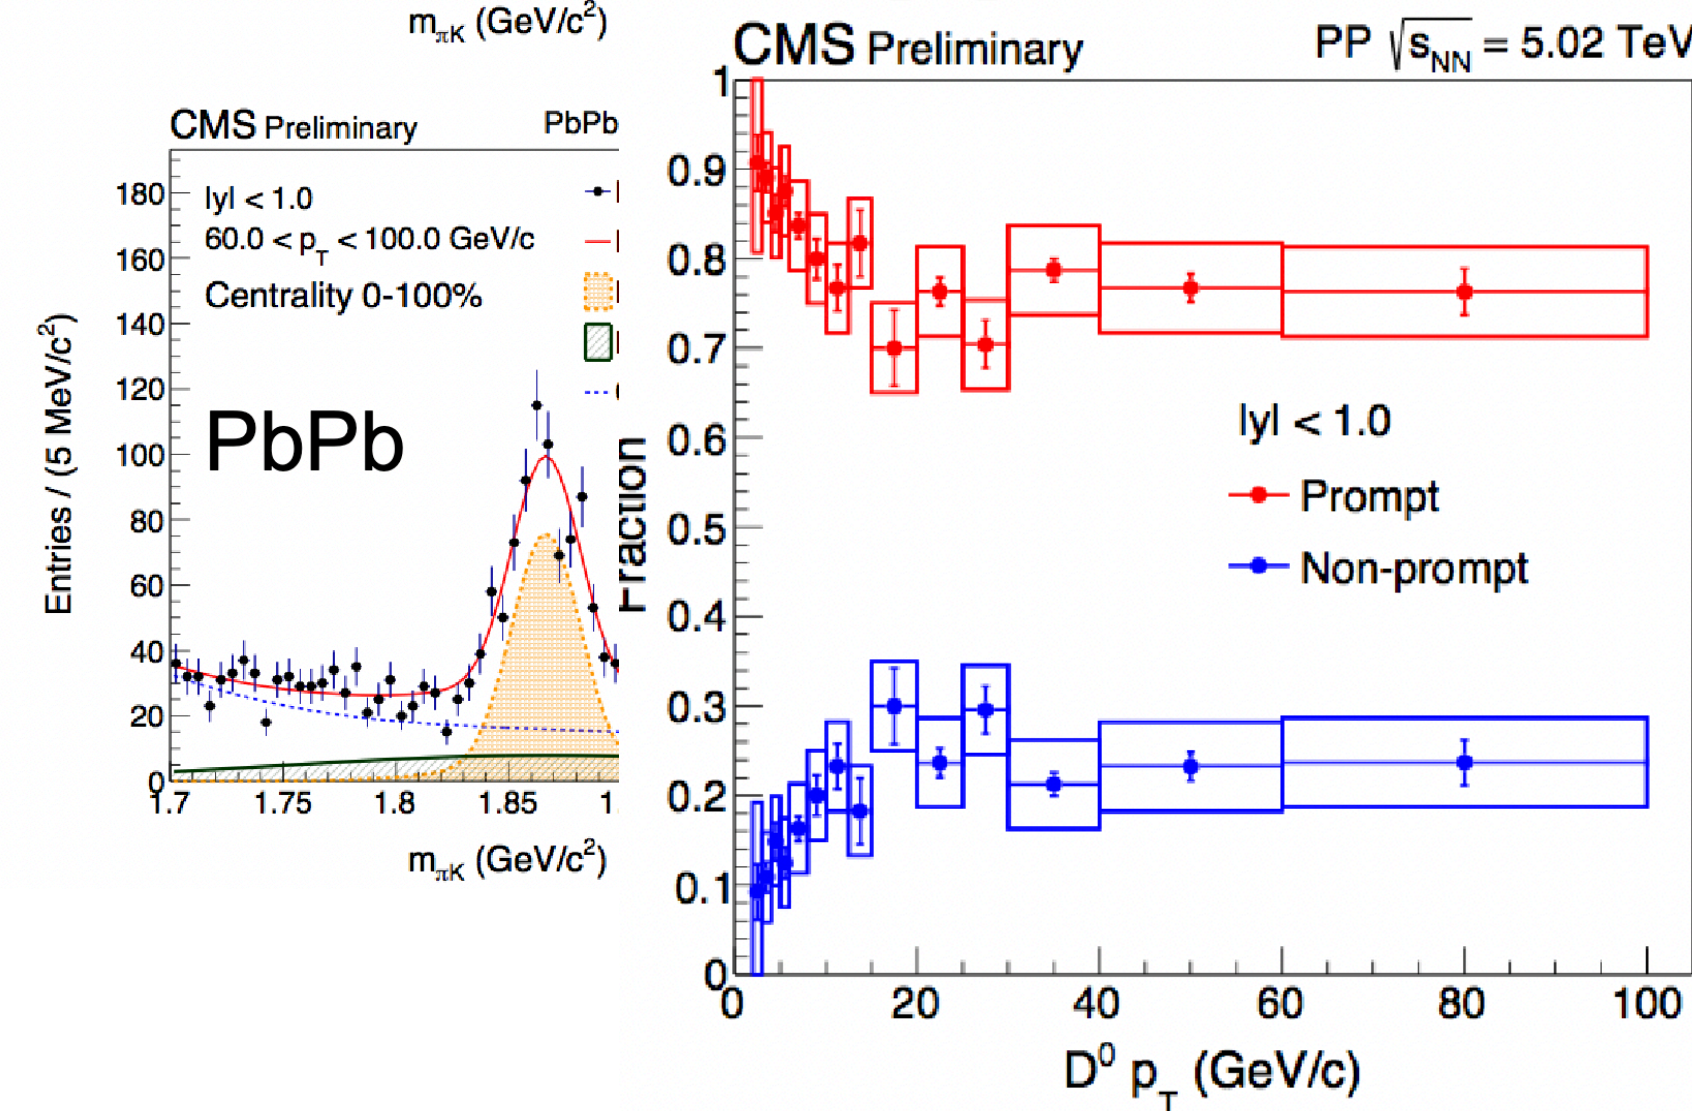 m_πK (GeV/c²)
CMS Preliminary
PbPb
|y| < 1.0
60.0 < p_T < 100.0 GeV/c
Centrality 0-100%
PbPb
Entries / (5 MeV/c²)
180
160
140
120
100
80
60
40
20
0
1.7
1.75
1.8
1.85
m_πK (GeV/c²)
CMS Preliminary
PP √s_NN = 5.02 TeV
Fraction
1
0.9
0.8
0.7
0.6
0.5
0.4
0.3
0.2
0.1
0
|y| < 1.0
Prompt
Non-prompt
0
20
40
60
80
100
D⁰ p_T (GeV/c)